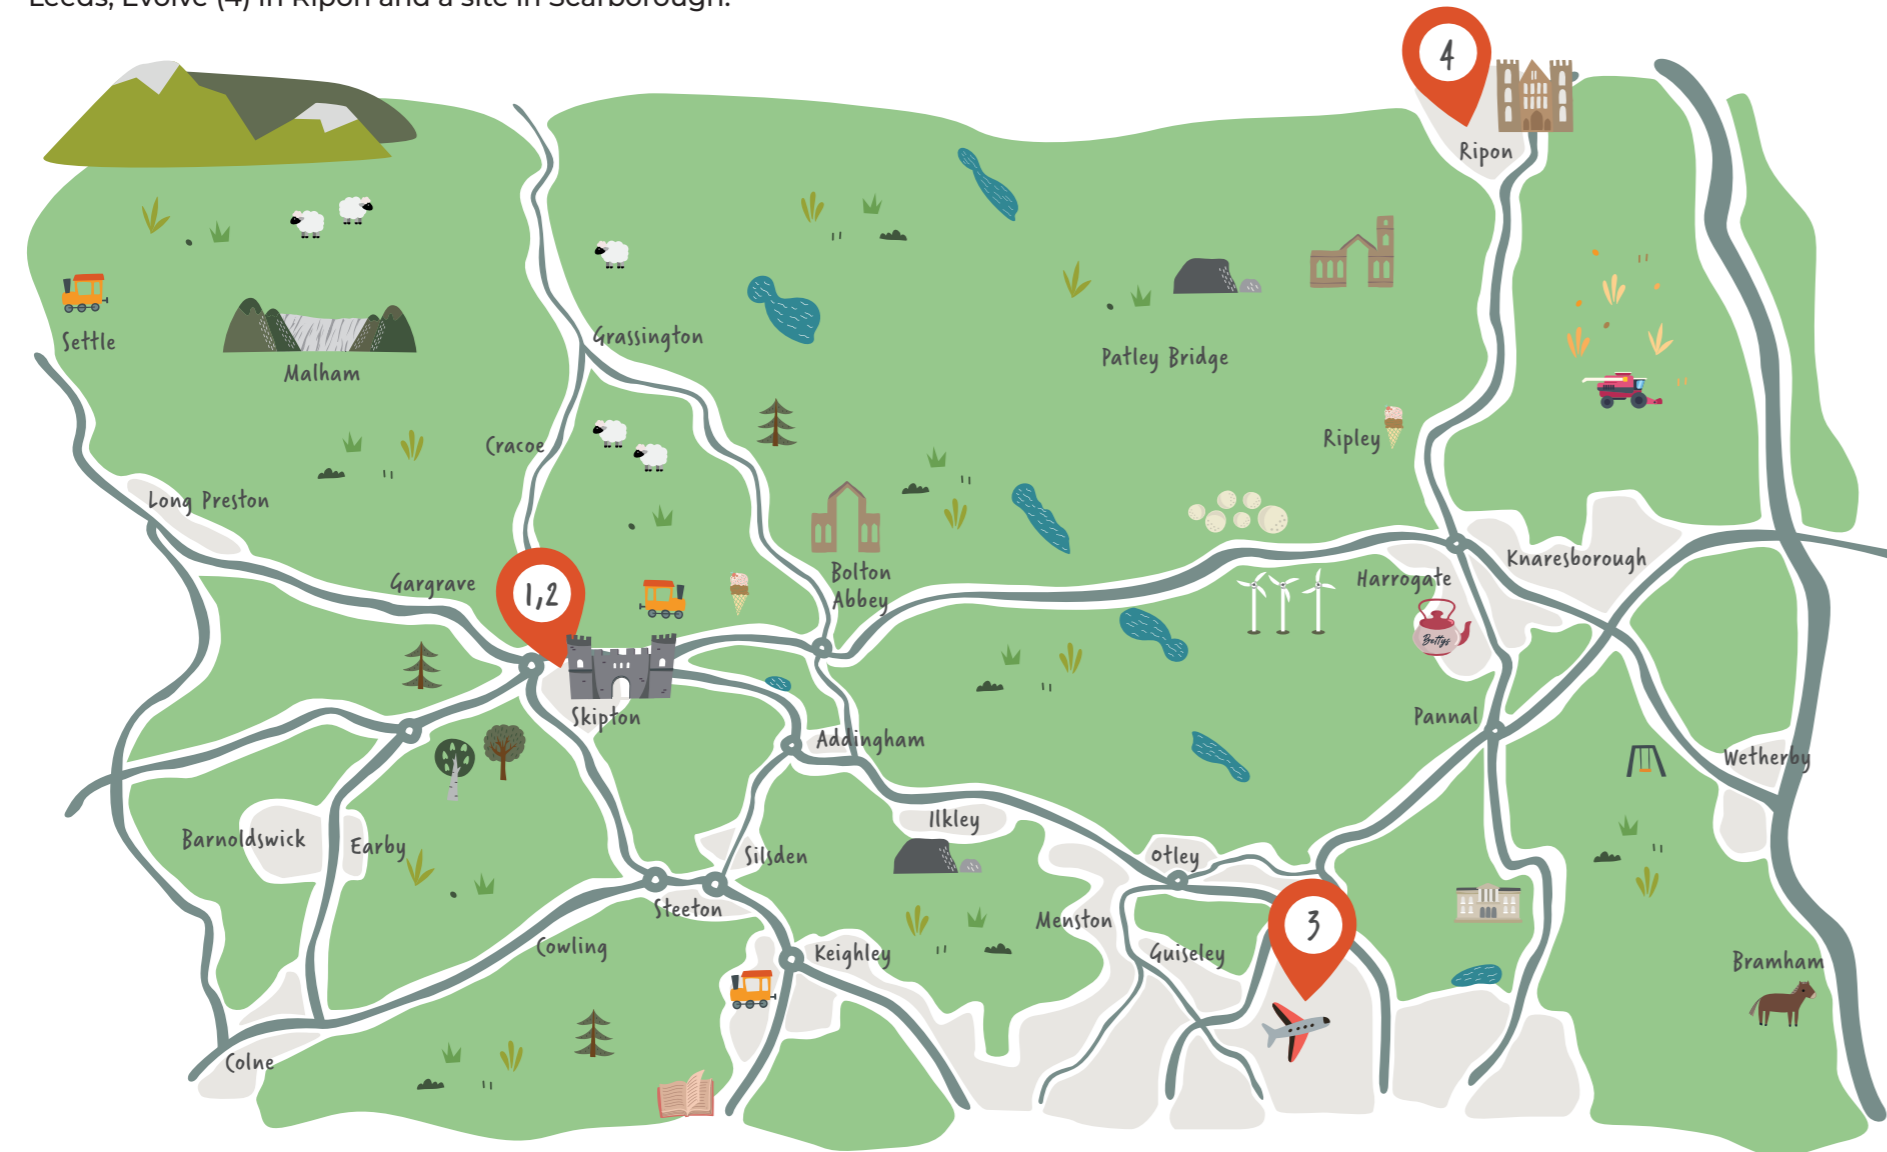 Leeds, Evolve (4) in Ripon and a site in Scarborough.
4
Ripon
Settle
Malham
Grassington
Patley Bridge
Cracoe
Ripley
Long Preston
Gargrave
1,2
Bolton
Abbey
Harrogate
Knaresborough
Bettys
Skipton
Addingham
Pannal
Wetherby
Barnoldswick
Earby
Ilkley
Silsden
Otley
Steeton
Menston
3
Cowling
Keighley
Guiseley
Bramham
Colne